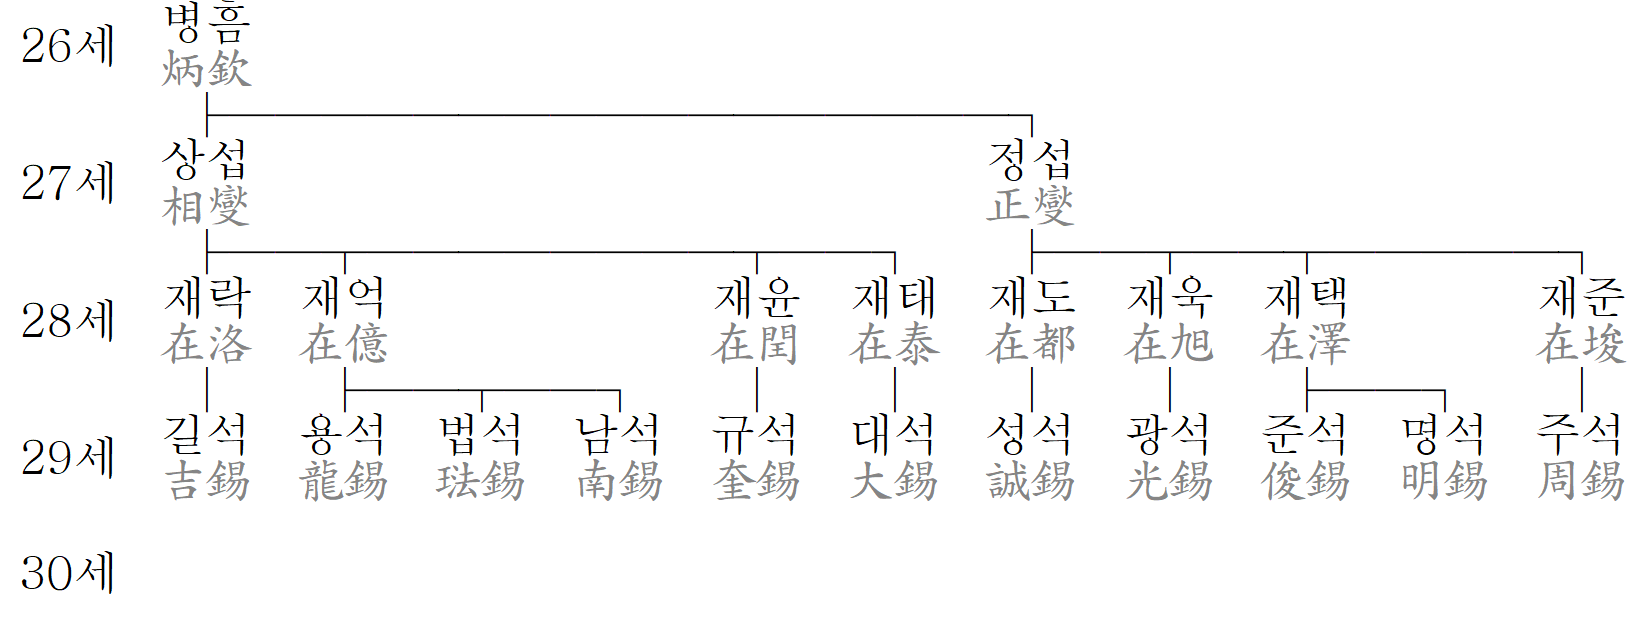 26세 병흠
炳欽
27세 상섭 정섭
相燮 正燮
28세 재락 재억 재윤 재태 재도 재욱 재택 재준
在洛 在億 在閏 在泰 在都 在旭 在澤 在埈
29세 길석 용석 법석 남석 규석 대석 성석 광석 준석 명석 주석
吉錫 龍錫 琺錫 南錫 奎錫 大錫 誠錫 光錫 俊錫 明錫 周錫
30세